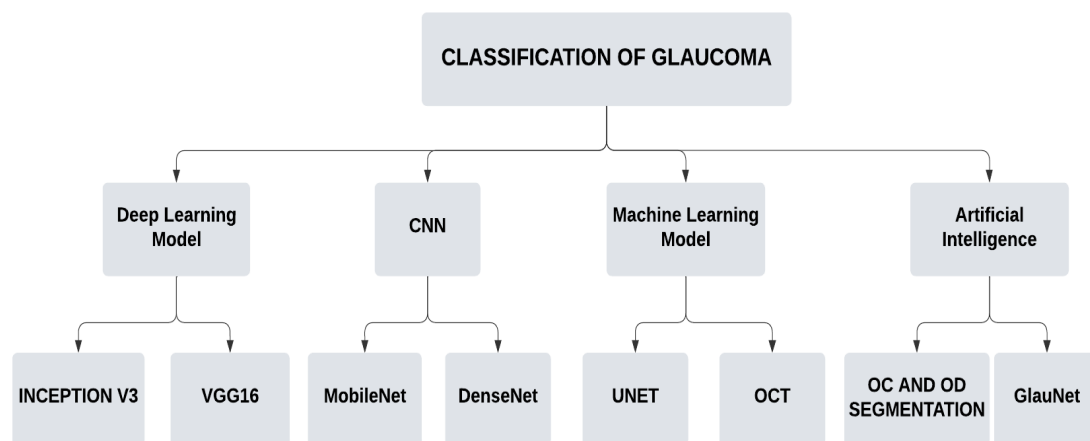 CLASSIFICATION OF GLAUCOMA
Deep Learning
Model
CNN
Machine Learning
Model
Artificial
Intelligence
INCEPTION V3
VGG16
MobileNet
DenseNet
UNET
OCT
OC AND OD
SEGMENTATION
GlauNet